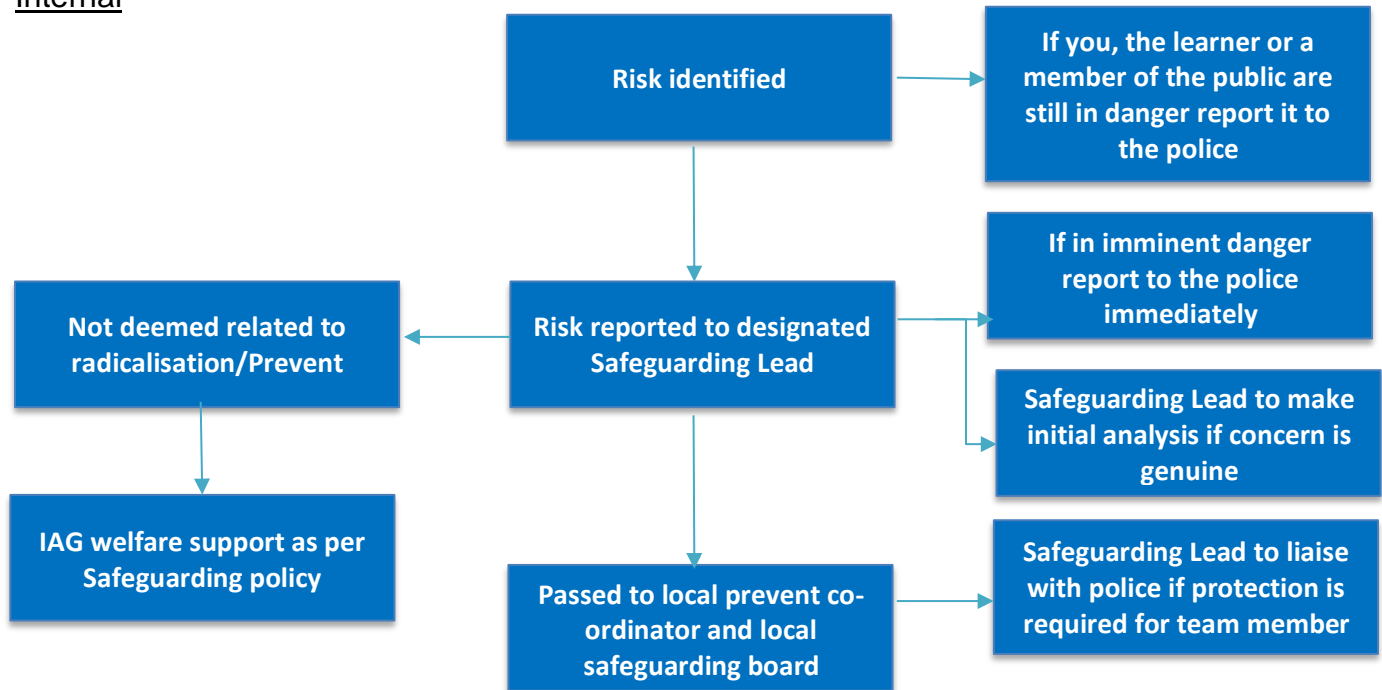 Internal
Risk identified
If you, the learner or a
member of the public are
still in danger report it to
the police
If in imminent danger
report to the police
immediately
Not deemed related to
radicalisation/Prevent
Risk reported to designated
Safeguarding Lead
Safeguarding Lead to make
initial analysis if concern is
genuine
IAG welfare support as per
Safeguarding policy
Passed to local prevent co-
ordinator and local
safeguarding board
Safeguarding Lead to liaise
with police if protection is
required for team member